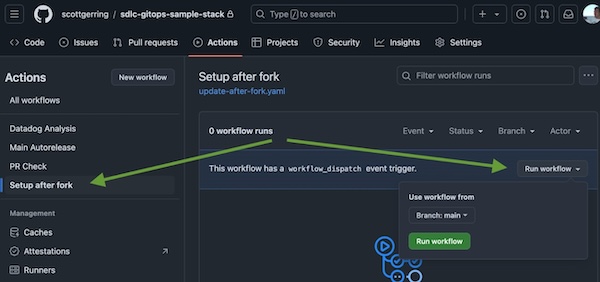 scottgerring / sdlc-gitops-sample-stack
Type / to search
Code Issues Pull requests Actions Projects Security Insights Settings
Actions
New workflow
All workflows
Datadog Analysis
Main Autorelease
PR Check
Setup after fork
Management
Caches
Attestations
Runners
Setup after fork
update-after-fork.yaml
Filter workflow runs
0 workflow runs Event Status Branch Actor
This workflow has a workflow_dispatch event trigger. Run workflow
Use workflow from
Branch: main
Run workflow